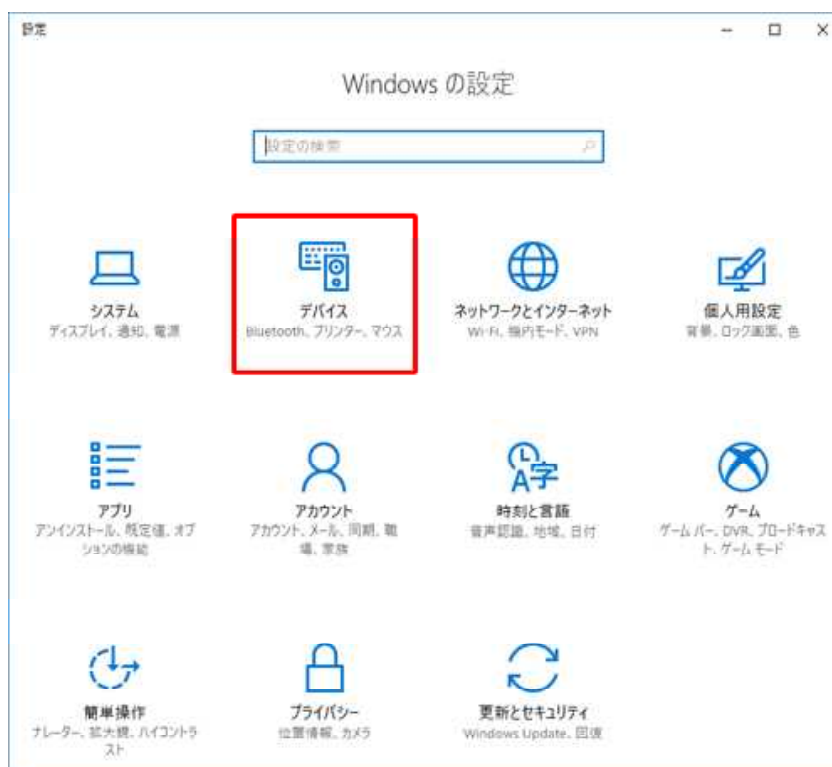 設定
Windows の設定
設定の検索
システム
ディスプレイ、通知、電源
デバイス
Bluetooth、プリンター、マウス
ネットワークとインターネット
Wi-Fi、機内モード、VPN
個人用設定
背景、ロック画面、色
アプリ
アンインストール、既定値、オプ
ションの機能
アカウント
アカウント、メール、同期、職
場、家族
時刻と言語
音声認識、地域、日付
ゲーム
ゲーム バー、DVR、ブロードキャス
ト、ゲーム モード
簡単操作
ナレーター、拡大鏡、ハイコントラ
スト
プライバシー
位置情報、カメラ
更新とセキュリティ
Windows Update、回復